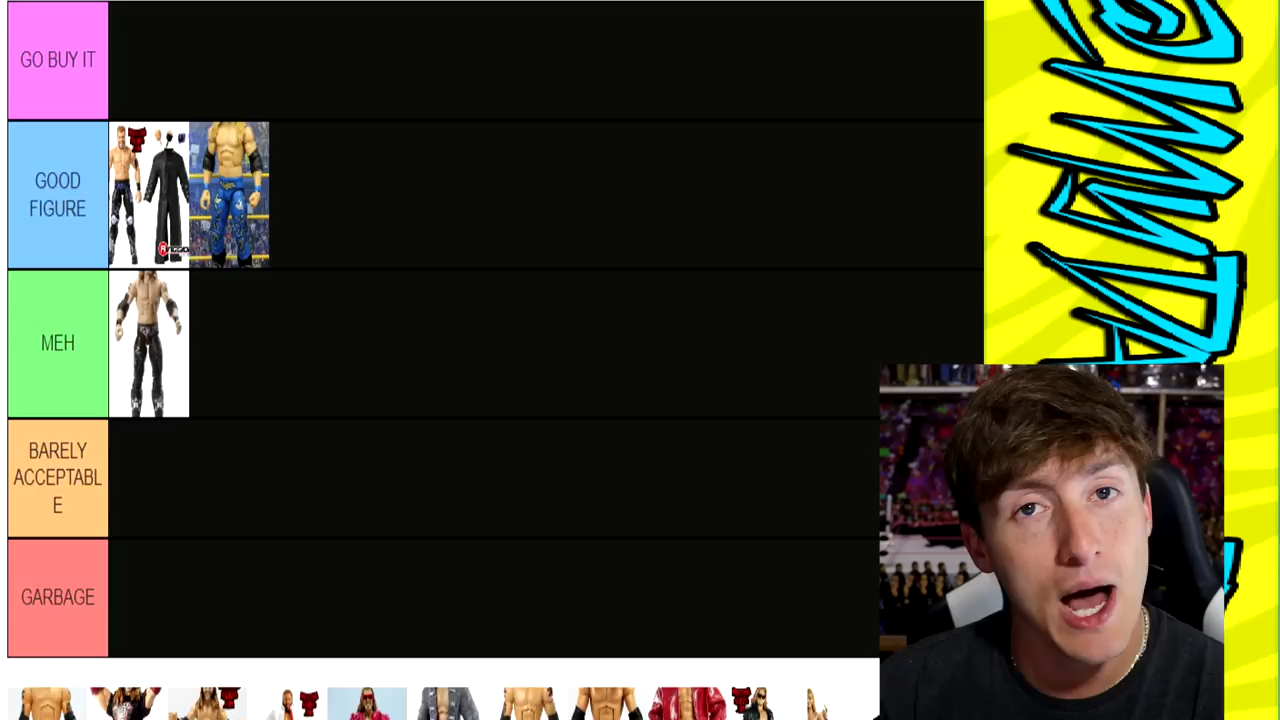 GO BUY IT
GOOD
FIGURE
MEH
BARELY
ACCEPTABL
E
GARBAGE